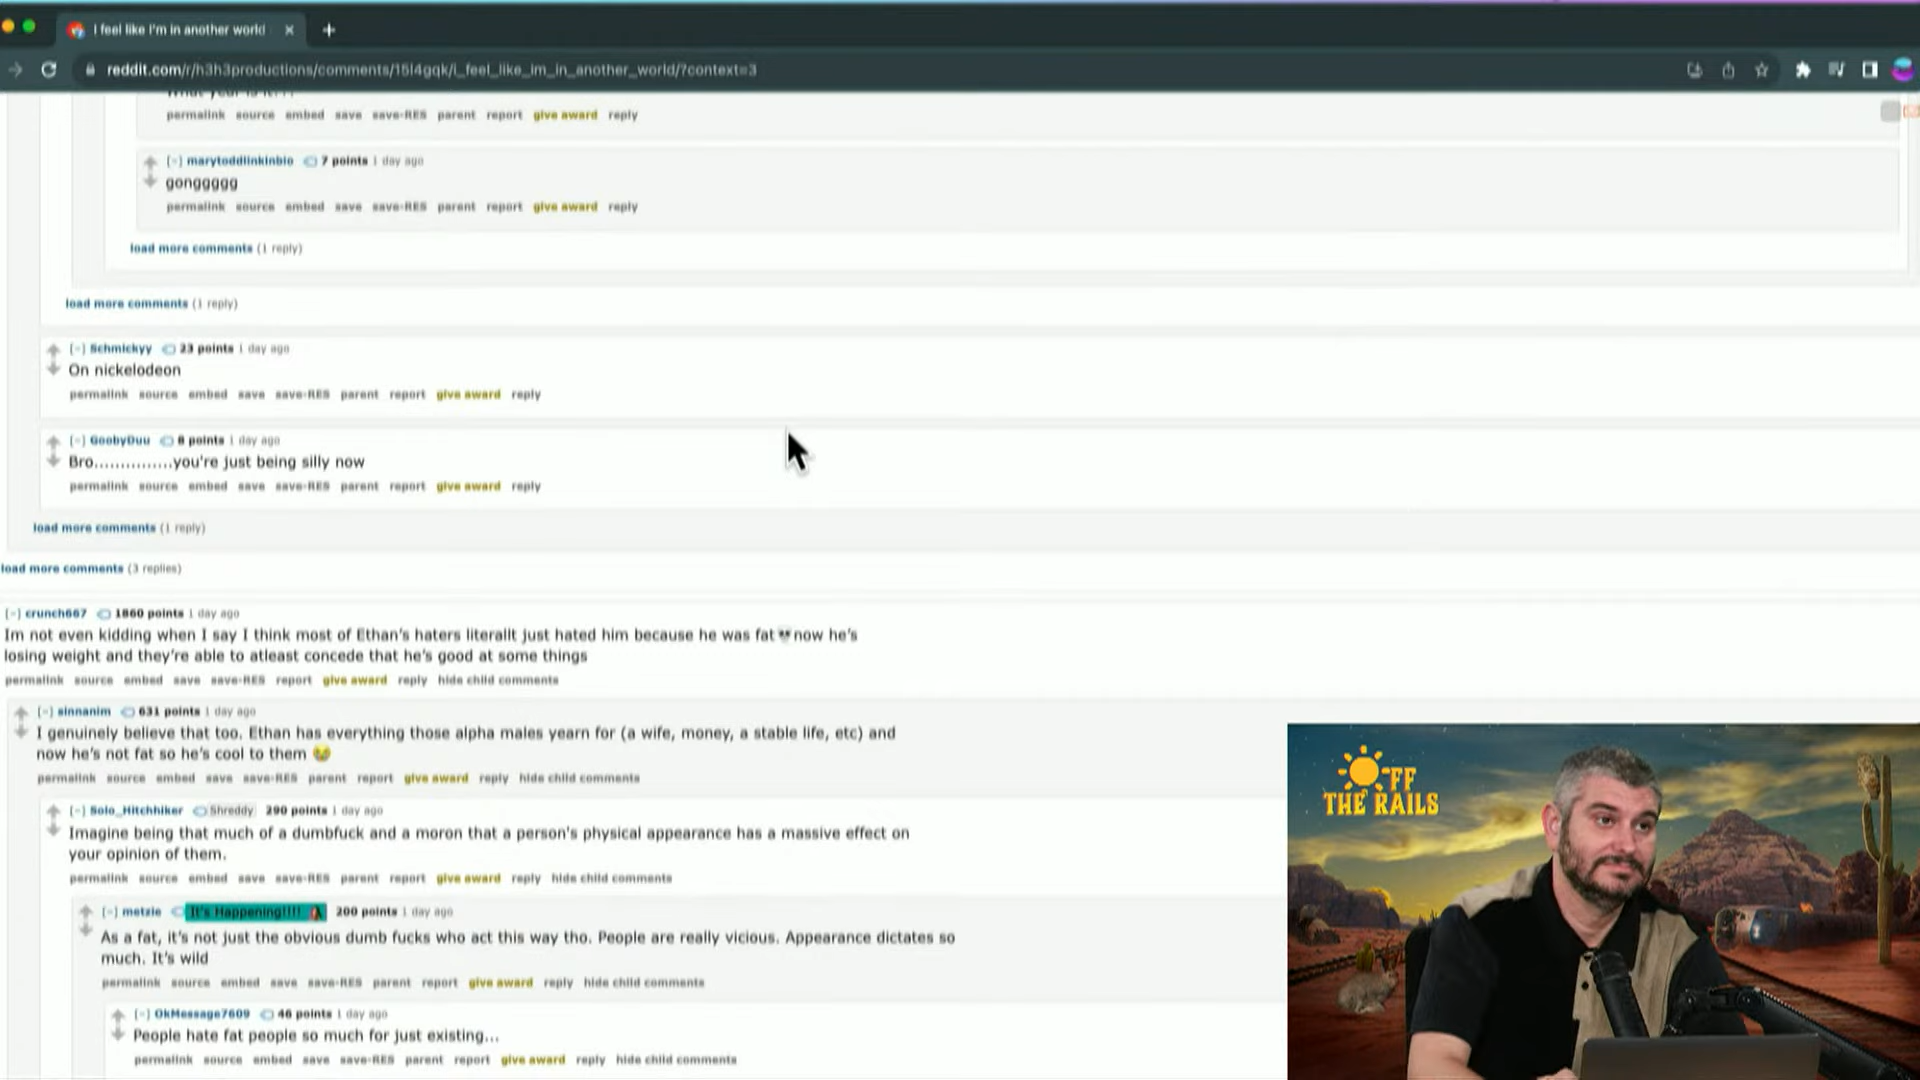 I feel like I'm in another world
reddit.com/r/h3h3productions/comments/15l4gqk/i_feel_like_im_in_another_world/?context=3
What year is it??
permalink source embed save save-RES parent report give award reply
[-] marytoddlinkinbio 7 points 1 day ago
gonggggg
permalink source embed save save-RES parent report give award reply
load more comments (1 reply)
load more comments (1 reply)
[-] Schmickyy 23 points 1 day ago
On nickelodeon
permalink source embed save save-RES parent report give award reply
[-] GoobyDuu 8 points 1 day ago
Bro...............you're just being silly now
permalink source embed save save-RES parent report give award reply
load more comments (1 reply)
load more comments (3 replies)
[-] crunch667 1860 points 1 day ago
Im not even kidding when I say I think most of Ethan's haters literallt just hated him because he was fat💀now he's
losing weight and they're able to atleast concede that he's good at some things
permalink source embed save save-RES report give award reply hide child comments
[-] sinnanim 631 points 1 day ago
I genuinely believe that too. Ethan has everything those alpha males yearn for (a wife, money, a stable life, etc) and
now he's not fat so he's cool to them 😂
permalink source embed save save-RES parent report give award reply hide child comments
[-] Solo_Hitchhiker Shreddy 290 points 1 day ago
Imagine being that much of a dumbfuck and a moron that a person's physical appearance has a massive effect on
your opinion of them.
permalink source embed save save-RES parent report give award reply hide child comments
[-] metzie It's Happening!!!! 200 points 1 day ago
As a fat, it's not just the obvious dumb fucks who act this way tho. People are really vicious. Appearance dictates so
much. It's wild
permalink source embed save save-RES parent report give award reply hide child comments
[-] OkMessage7609 46 points 1 day ago
People hate fat people so much for just existing...
permalink source embed save save-RES parent report give award reply hide child comments
OFF
THE RAILS